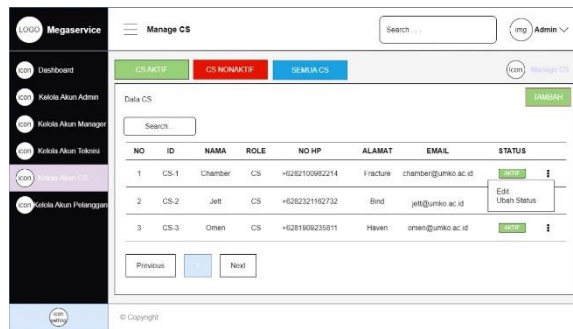 LOGO Megaservice
Manage CS
Search . . .
img Admin
icon Dashboard
icon Kelola Akun Admin
icon Kelola Akun Manager
icon Kelola Akun Teknisi
icon Kelola Akun CS
icon Kelola Akun Pelanggan
icon setting
CS AKTIF CS NONAKTIF SEMUA CS
icon Manage CS
Data CS
TAMBAH
Search...
NO ID NAMA ROLE NO HP ALAMAT EMAIL STATUS
1 CS-1 Chamber CS +6282100982214 Fracture chamber@umko.ac.id AKTIF
Edit
Ubah Status
2 CS-2 Jett CS +6282321162732 Bind jett@umko.ac.id
3 CS-3 Omen CS +6281909235811 Haven omen@umko.ac.id AKTIF
Previous Next
© Copyright